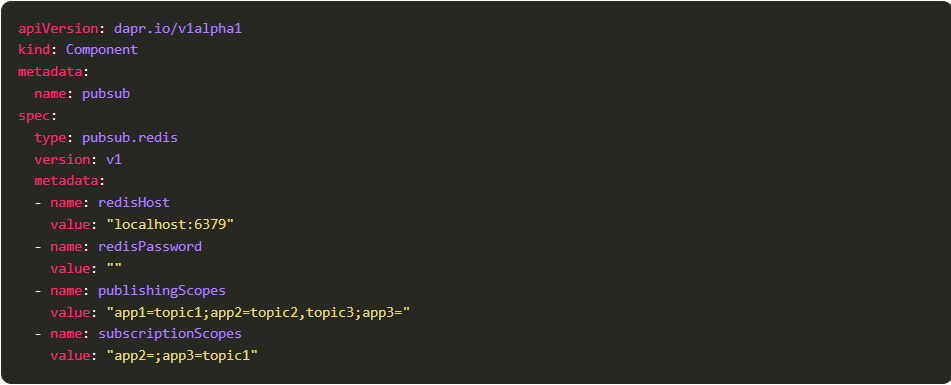 apiVersion: dapr.io/v1alpha1
kind: Component
metadata:
  name: pubsub
spec:
  type: pubsub.redis
  version: v1
  metadata:
  - name: redisHost
    value: "localhost:6379"
  - name: redisPassword
    value: ""
  - name: publishingScopes
    value: "app1=topic1;app2=topic2,topic3;app3="
  - name: subscriptionScopes
    value: "app2=;app3=topic1"